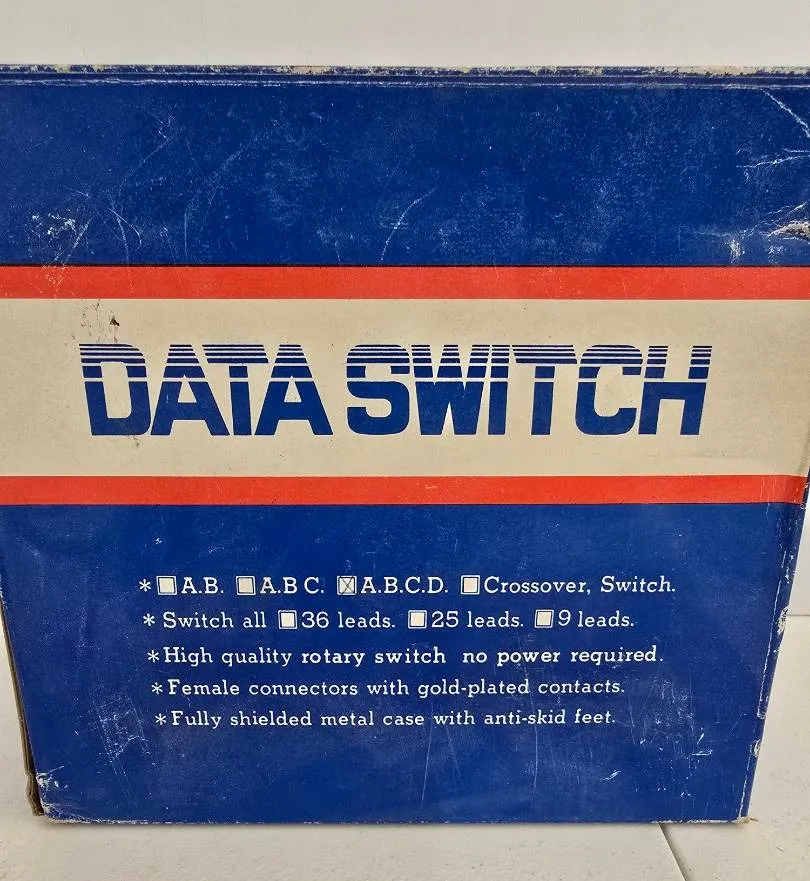 DATA SWITCH
*☐A.B. ☐A.B C. ☒A.B.C.D. ☐Crossover, Switch.
* Switch all ☐36 leads. ☐25 leads. ☐9 leads.
*High quality rotary switch no power required.
*Female connectors with gold-plated contacts.
*Fully shielded metal case with anti-skid feet.